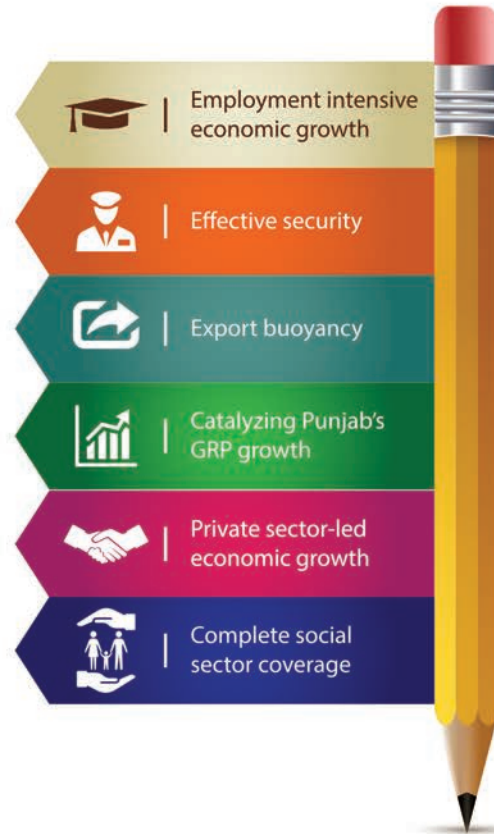 Employment intensive
economic growth
Effective security
Export buoyancy
Catalyzing Punjab's
GRP growth
Private sector-led
economic growth
Complete social
sector coverage